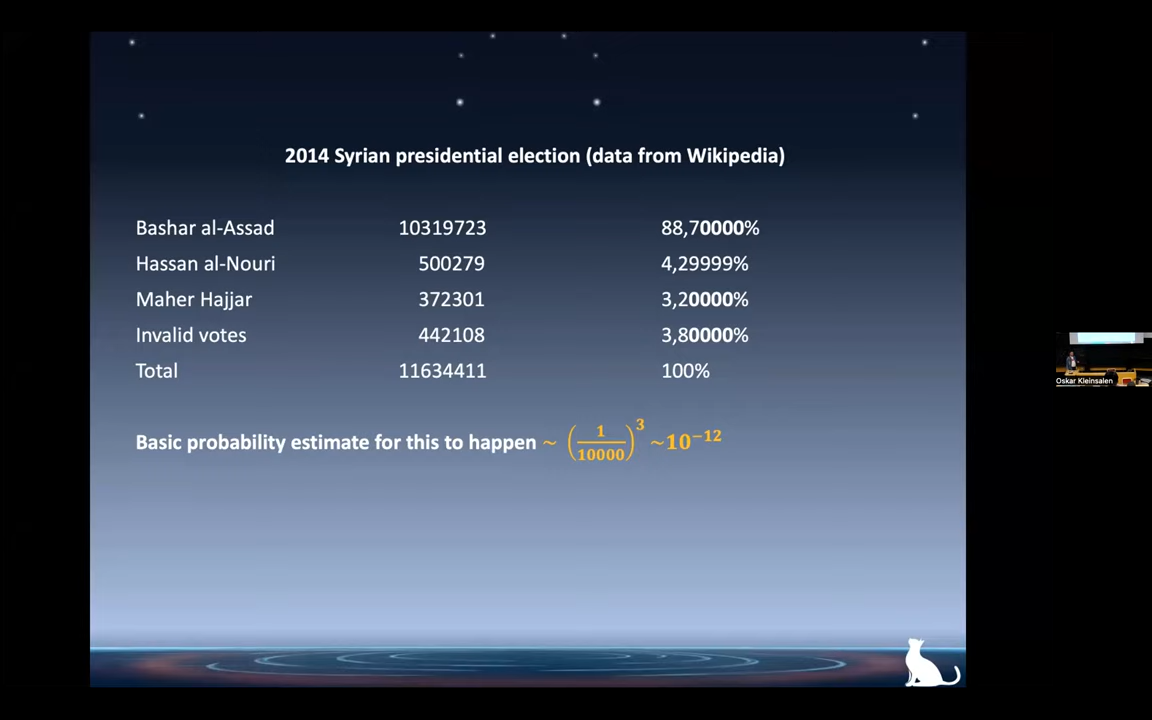 2014 Syrian presidential election (data from Wikipedia)
Bashar al-Assad 10319723 88,70000%
Hassan al-Nouri 500279 4,29999%
Maher Hajjar 372301 3,20000%
Invalid votes 442108 3,80000%
Total 11634411 100%
Basic probability estimate for this to happen ~ (1/10000)³ ~10⁻¹²
Oskar Kleinsalen